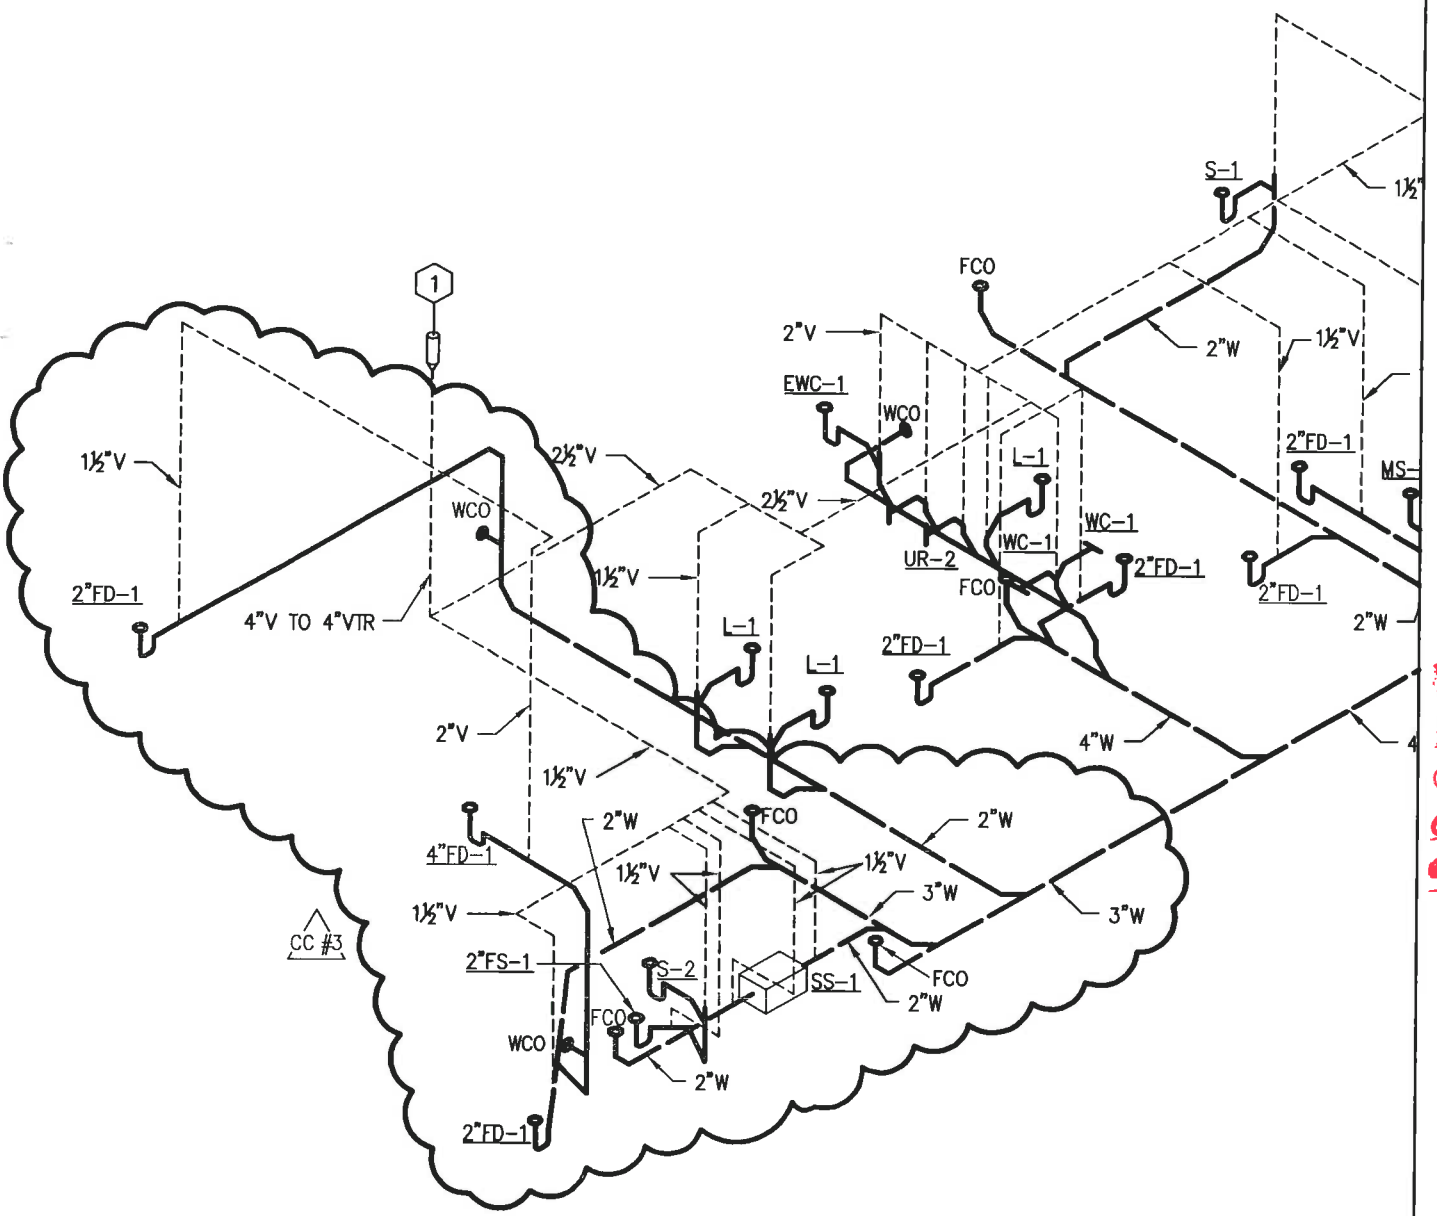 S-1
1½"
FCO
1
2"V
2"W
1½"V
EWC-1
WCO
2"FD-1
1½"V
2½"V
L-1
MS-
2½"V
WCO
WC-1
UR-2
WC-1
1½"V
FCO
2"FD-1
2"FD-1
2"FD-1
4"V TO 4"VTR
2"W
L-1
2"FD-1
L-1
2"V
4"W
4
1½"V
2"W
FCO
2"W
4"FD-1
1½"V
1½"V
3"W
1½"V
3"W
CC #3
2"FS-1
S-2
SS-1
FCO
2"W
FCO
WCO
2"W
2"FD-1